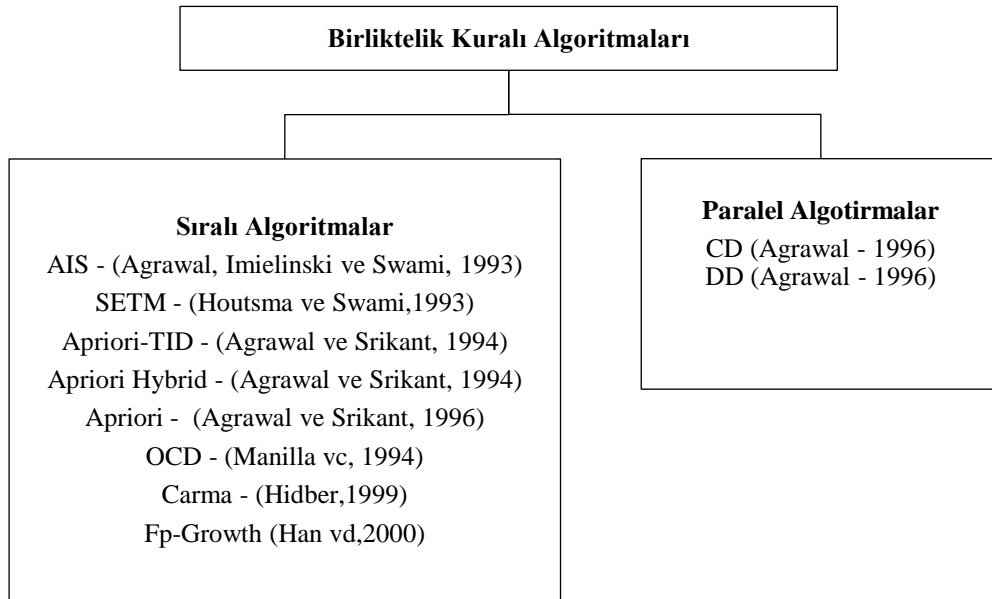 Birliktelik Kuralı Algoritmaları
Sıralı Algoritmalar
AIS - (Agrawal, Imielinski ve Swami, 1993)
SETM - (Houtsma ve Swami,1993)
Apriori-TID - (Agrawal ve Srikant, 1994)
Apriori Hybrid - (Agrawal ve Srikant, 1994)
Apriori - (Agrawal ve Srikant, 1996)
OCD - (Manilla vc, 1994)
Carma - (Hidber,1999)
Fp-Growth (Han vd,2000)
Paralel Algotirmalar
CD (Agrawal - 1996)
DD (Agrawal - 1996)